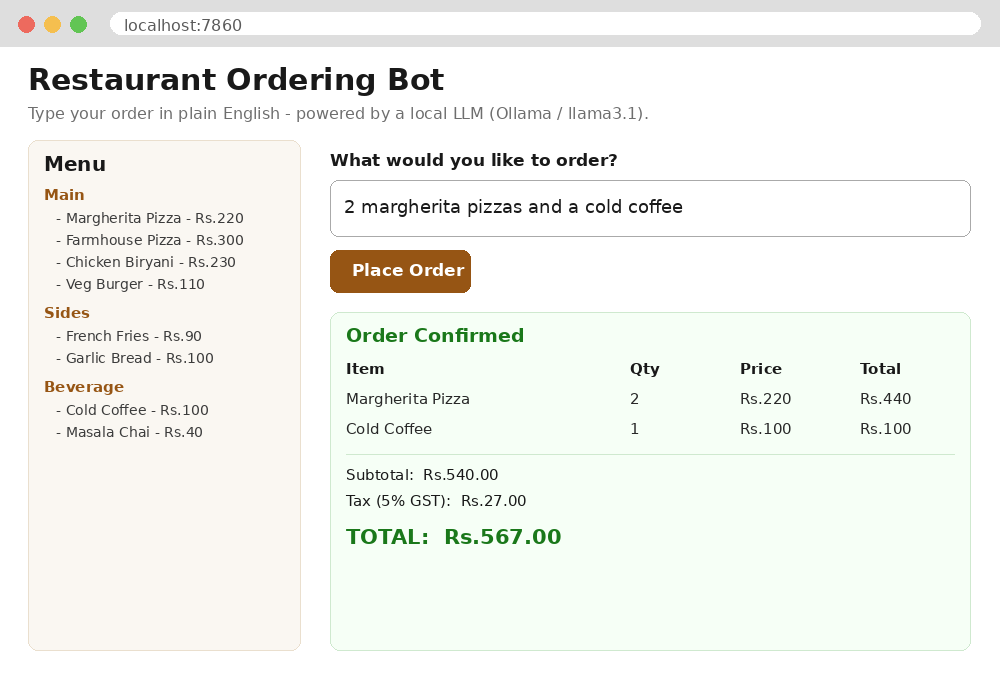 localhost:7860
Restaurant Ordering Bot
Type your order in plain English - powered by a local LLM (Ollama / llama3.1).
Menu
Main
- Margherita Pizza - Rs.220
- Farmhouse Pizza - Rs.300
- Chicken Biryani - Rs.230
- Veg Burger - Rs.110
Sides
- French Fries - Rs.90
- Garlic Bread - Rs.100
Beverage
- Cold Coffee - Rs.100
- Masala Chai - Rs.40
What would you like to order?
2 margherita pizzas and a cold coffee
Place Order
Order Confirmed
Item Qty Price Total
Margherita Pizza 2 Rs.220 Rs.440
Cold Coffee 1 Rs.100 Rs.100
Subtotal: Rs.540.00
Tax (5% GST): Rs.27.00
TOTAL: Rs.567.00